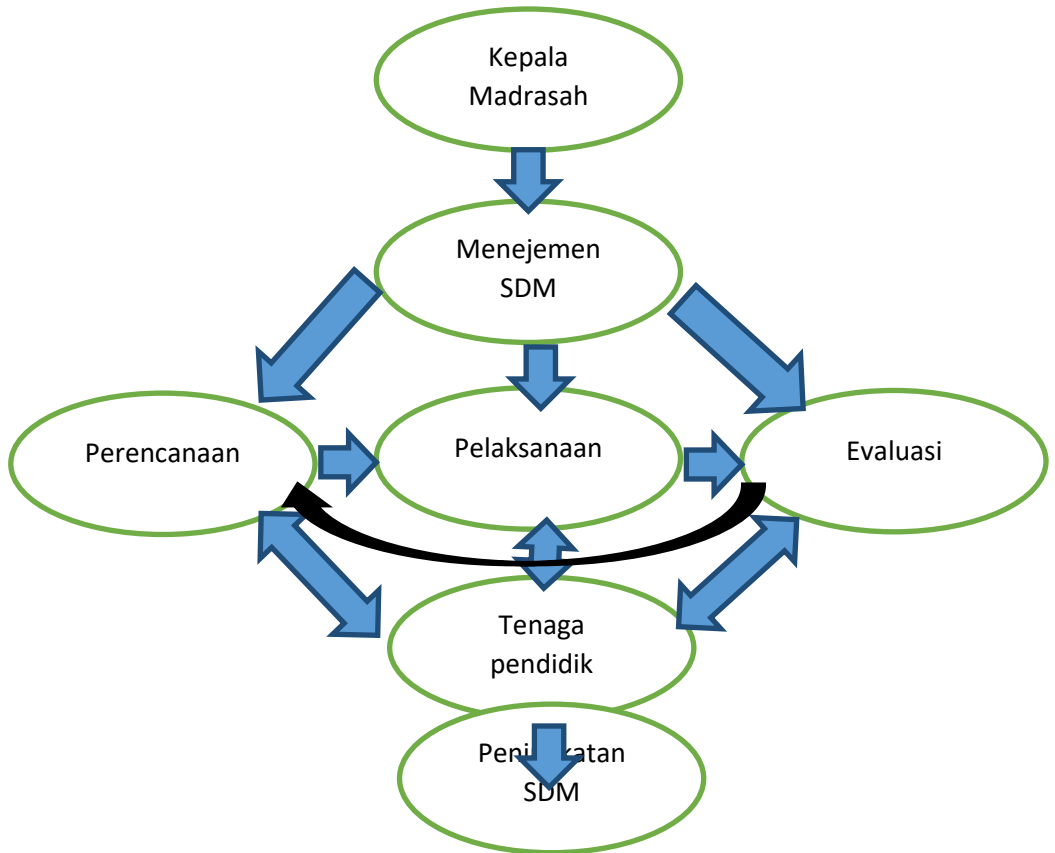 Kepala
Madrasah
Menejemen
SDM
Perencanaan
Pelaksanaan
Evaluasi
Tenaga
pendidik
SDM